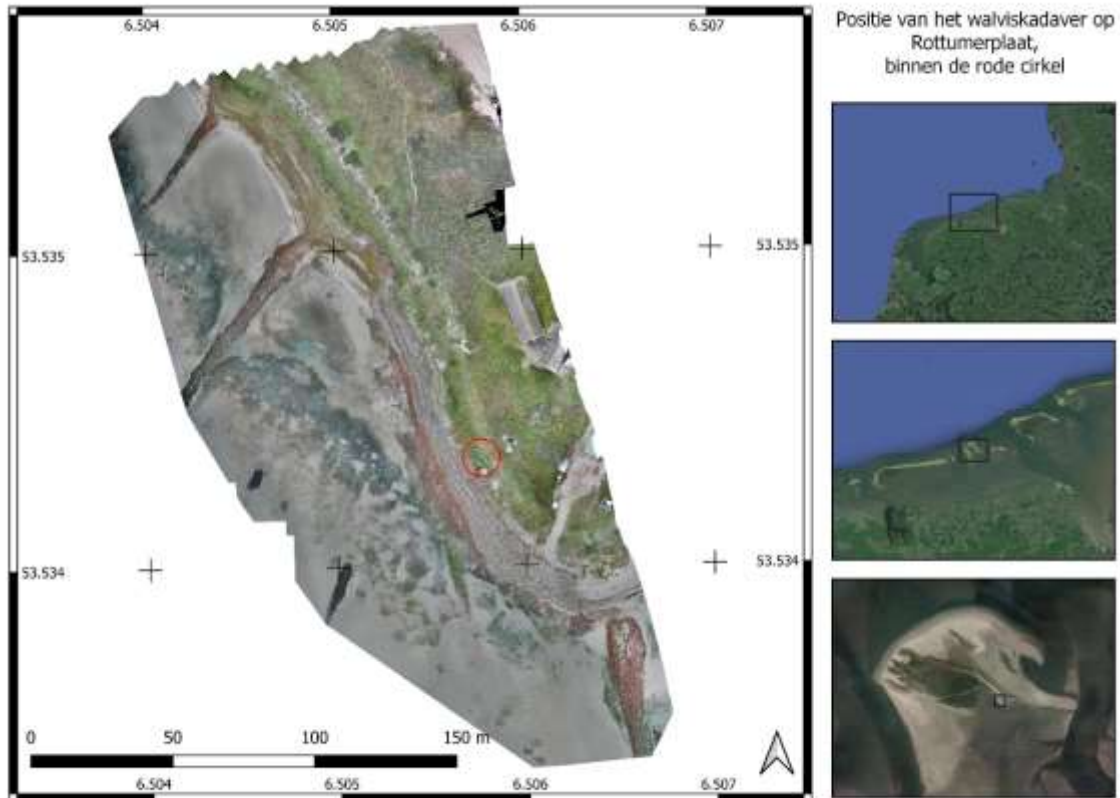 6.504 6.505 6.506 6.507
53.535 53.535
53.534 53.534
0 50 100 150 m
6.504 6.505 6.506 6.507
Positie van het walviskadaver op
Rottumerplaat,
binnen de rode cirkel